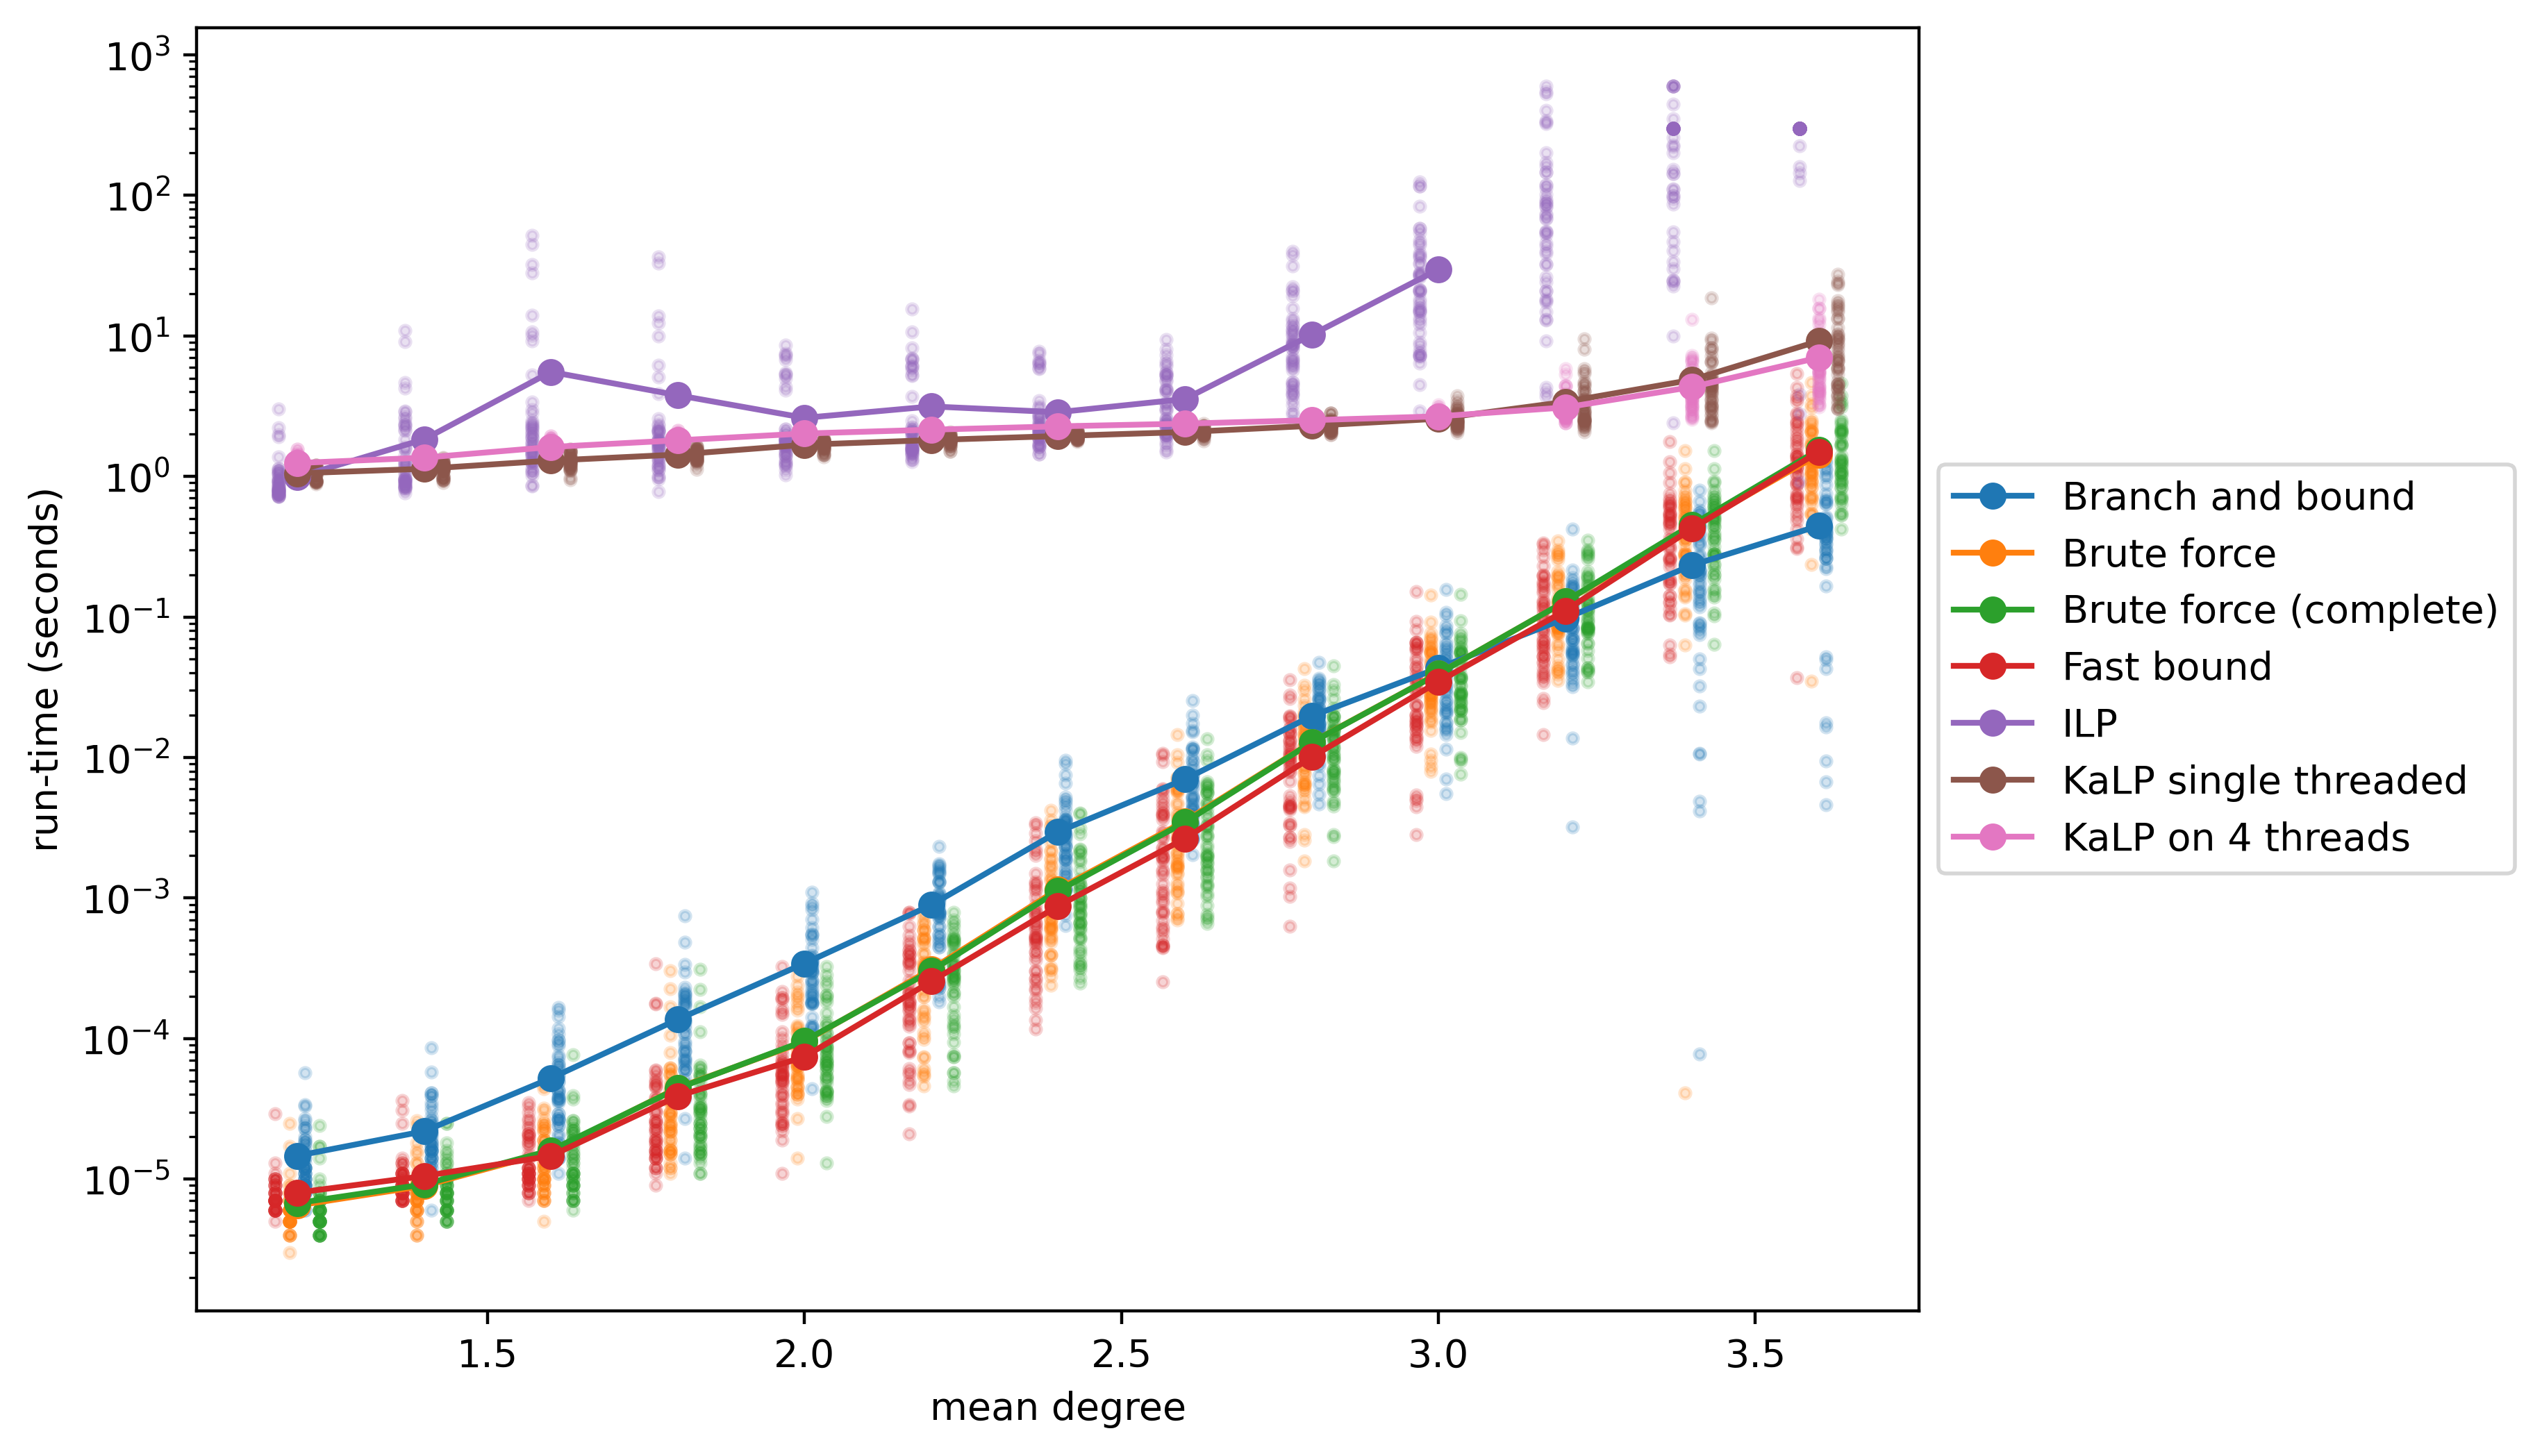 10³
10²
10¹
10⁰
10⁻¹
10⁻²
10⁻³
10⁻⁴
10⁻⁵
run-time (seconds)
1.5 2.0 2.5 3.0 3.5
mean degree
Branch and bound
Brute force
Brute force (complete)
Fast bound
ILP
KaLP single threaded
KaLP on 4 threads